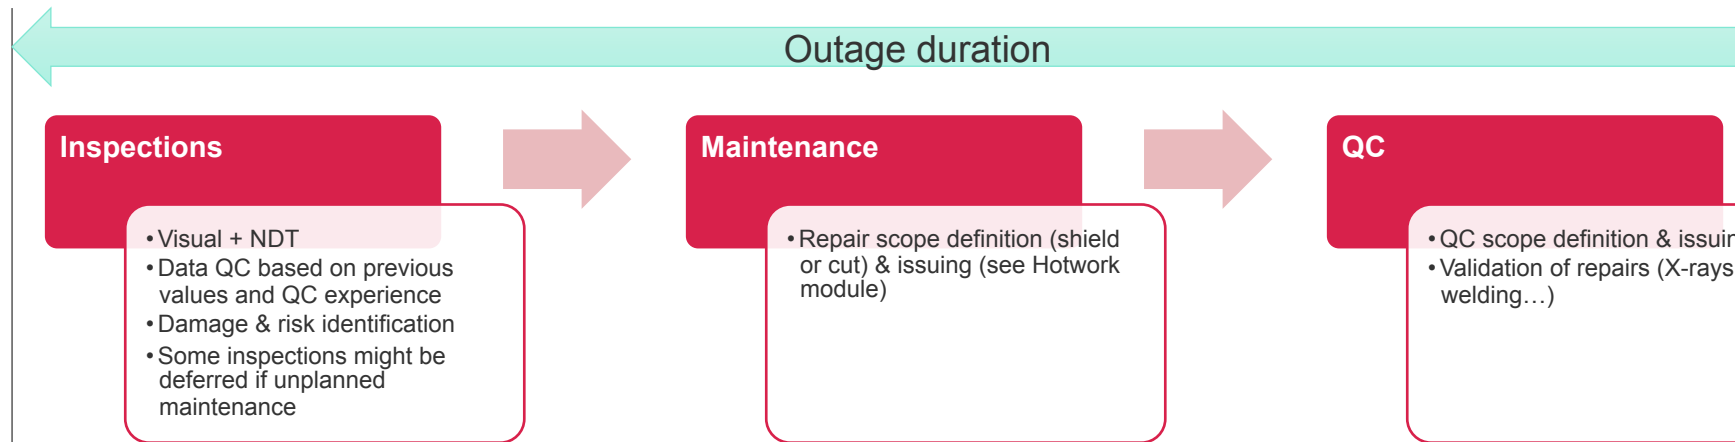 Outage duration
Inspections
• Visual + NDT
• Data QC based on previous
values and QC experience
• Damage & risk identification
• Some inspections might be
deferred if unplanned
maintenance
Maintenance
• Repair scope definition (shield
or cut) & issuing (see Hotwork
module)
QC
• QC scope definition &
• Validation of repairs (X-rays
welding…)